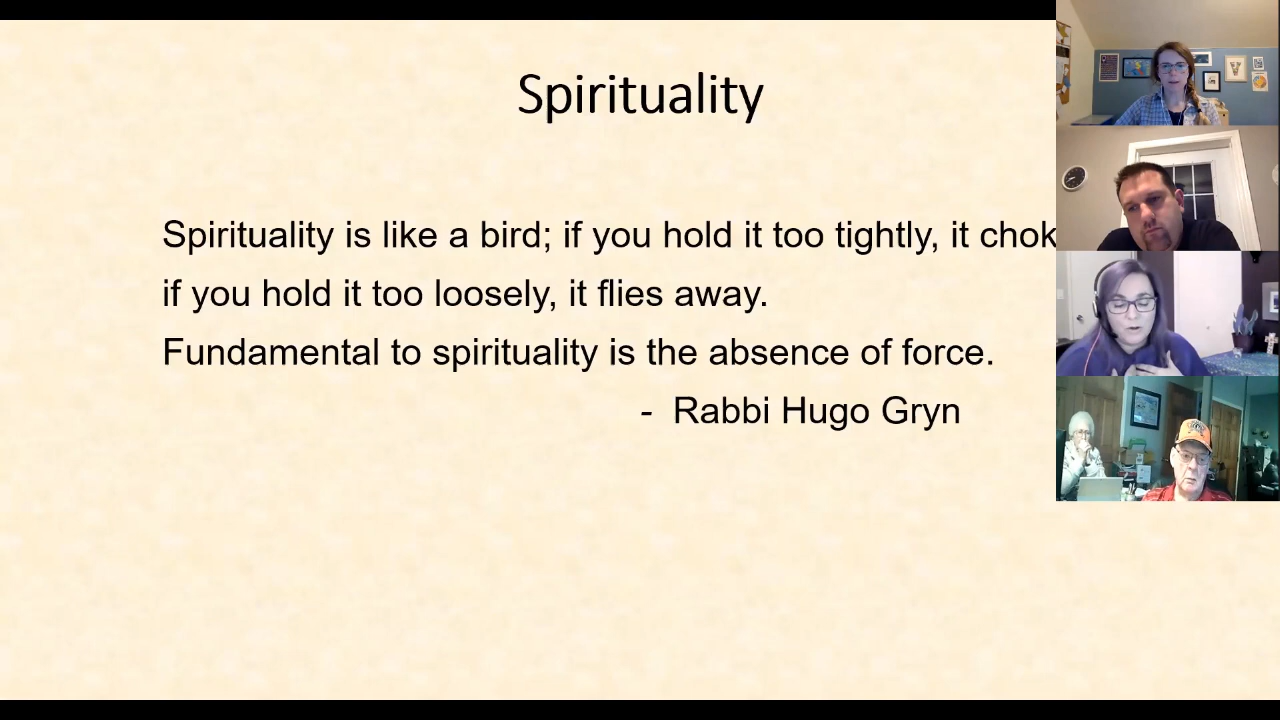 Spirituality
Spirituality is like a bird; if you hold it too tightly, it
if you hold it too loosely, it flies away.
Fundamental to spirituality is the absence of force.
- Rabbi Hugo Gryn